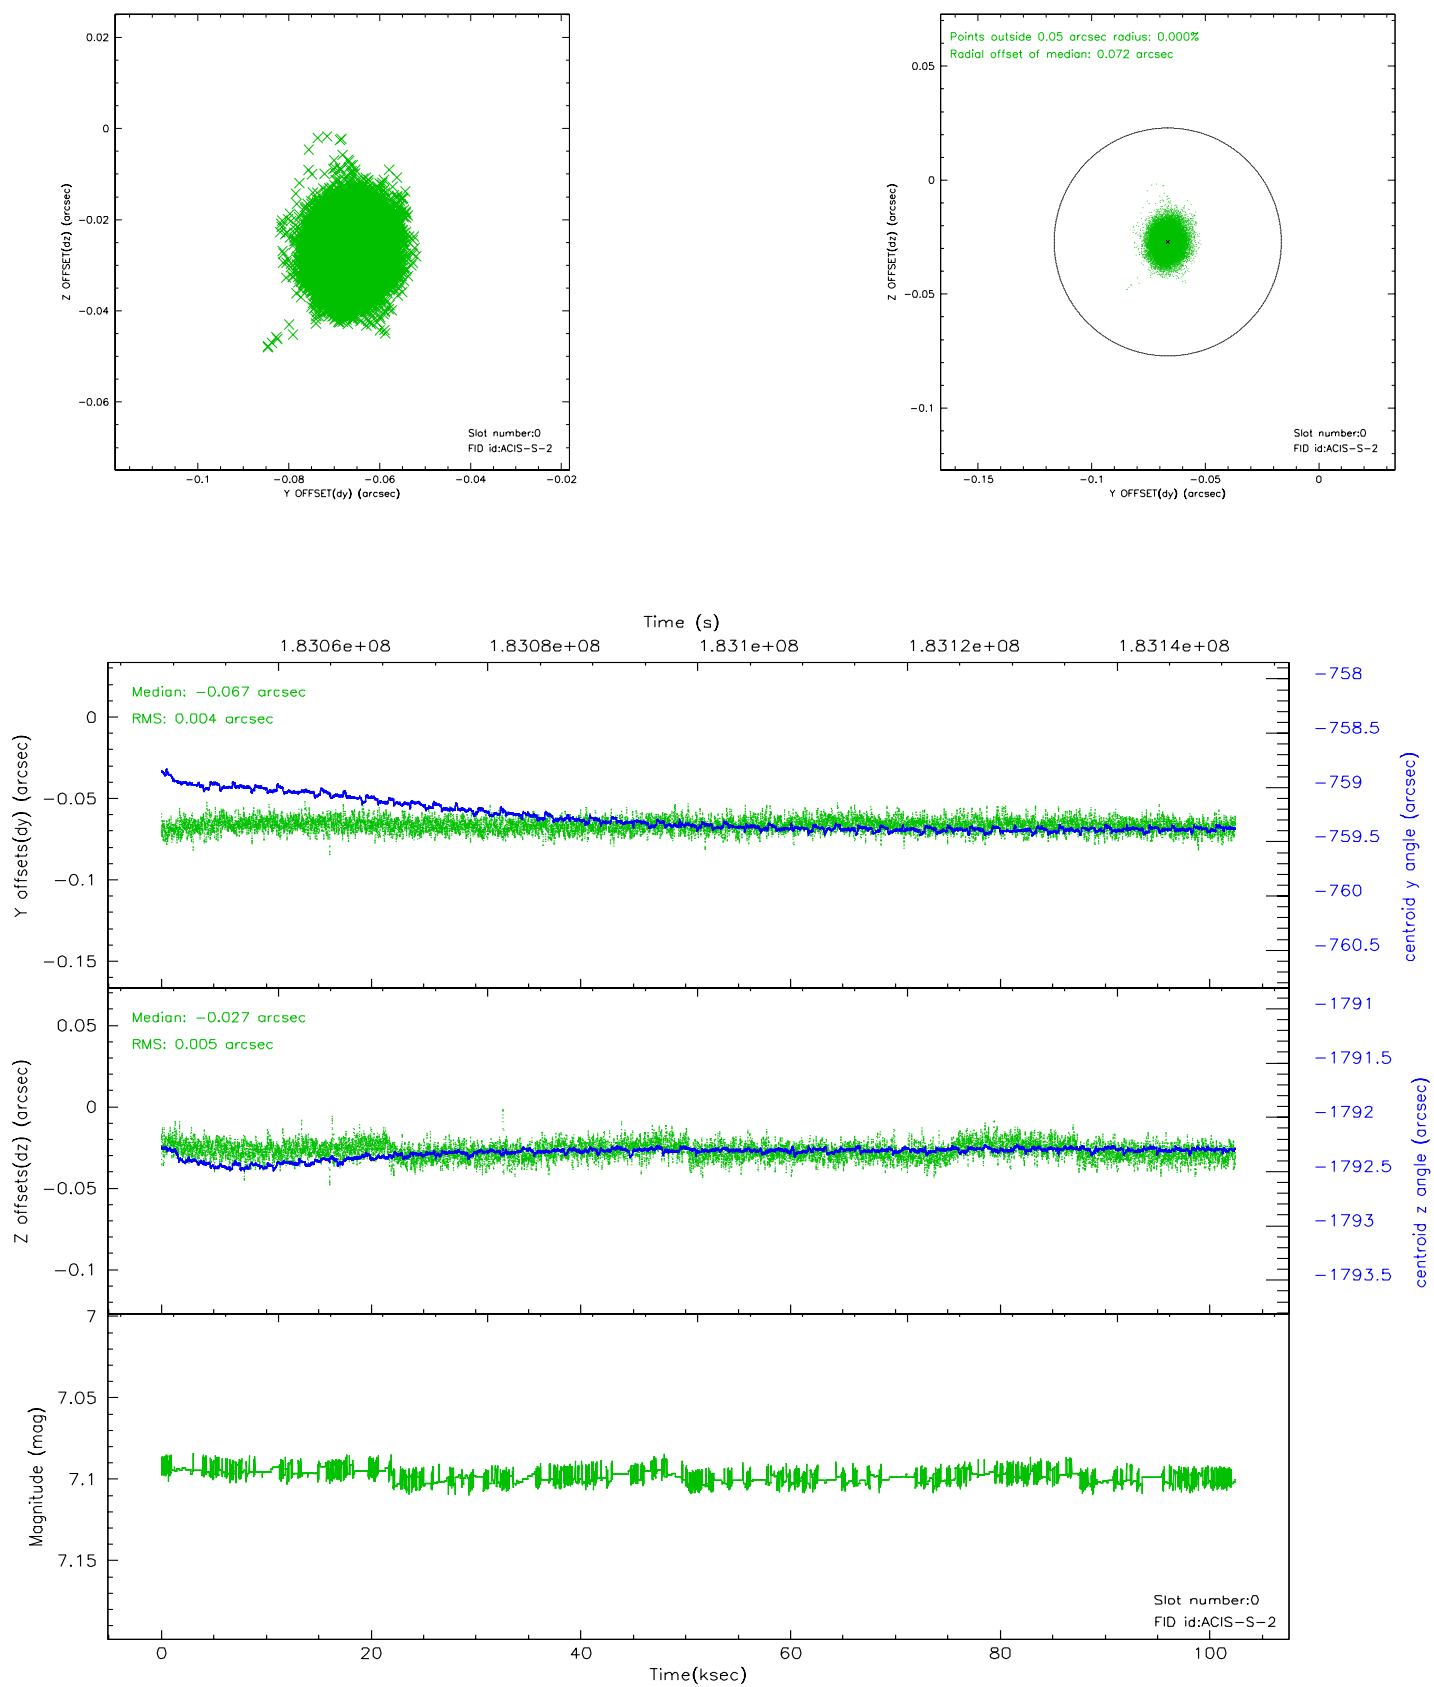 0.02
0
-0.02
-0.04
-0.06
Z OFFSET(dz) (arcsec)
Slot number:0
FID id:ACIS-S-2
-0.1
-0.08
-0.06
-0.04
-0.02
Y OFFSET(dy) (arcsec)
Points outside 0.05 arcsec radius: 0.000%
Radial offset of median: 0.072 arcsec
0.05
0
-0.05
-0.1
Z OFFSET(dz) (arcsec)
Slot number:0
FID id:ACIS-S-2
-0.15
-0.1
-0.05
0
Y OFFSET(dy) (arcsec)
Time (s)
1.8306e+08
1.8308e+08
1.831e+08
1.8312e+08
1.8314e+08
Median: -0.067 arcsec
RMS: 0.004 arcsec
0
-0.05
-0.1
-0.15
Y offsets(dy) (arcsec)
-758
-758.5
-759
-759.5
-760
-760.5
centroid y angle (arcsec)
Median: -0.027 arcsec
RMS: 0.005 arcsec
0.05
0
-0.05
-0.1
Z offsets(dz) (arcsec)
-1791
-1791.5
-1792
-1792.5
-1793
-1793.5
centroid z angle (arcsec)
7
7.05
7.1
7.15
Magnitude (mag)
Slot number:0
FID id:ACIS-S-2
0
20
40
60
80
100
Time(ksec)